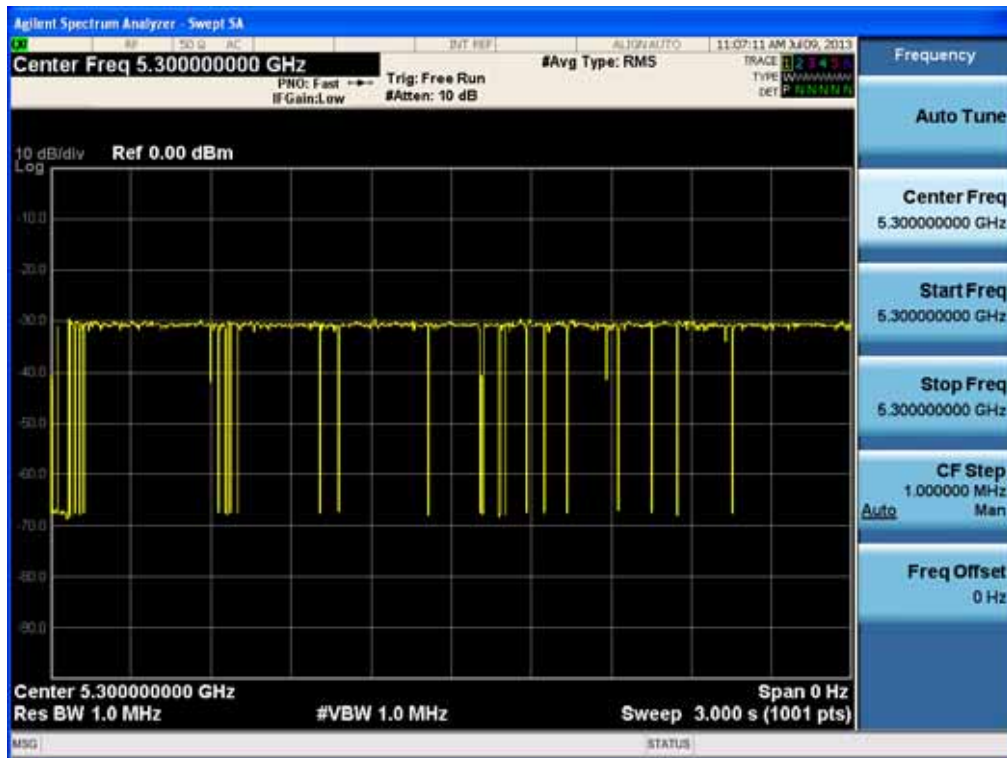 Agilent Spectrum Analyzer - Swept SA
RF 50 Ω AC INT REF ALIGN AUTO 11:07:11 AM Jul 09, 2013
Center Freq 5.300000000 GHz
PNO: Fast
IFGain:Low
Trig: Free Run
#Atten: 10 dB
#Avg Type: RMS
TRACE 1 2 3 4 5 6
TYPE
DET P N N N N N
10 dB/div Ref 0.00 dBm
Log
-10.0
-20.0
-30.0
-40.0
-50.0
-60.0
-70.0
-80.0
-90.0
Center 5.300000000 GHz
Span 0 Hz
Res BW 1.0 MHz
#VBW 1.0 MHz
Sweep 3.000 s (1001 pts)
MSG
STATUS
Frequency
Auto Tune
Center Freq
5.300000000 GHz
Start Freq
5.300000000 GHz
Stop Freq
5.300000000 GHz
CF Step
1.000000 MHz
Auto Man
Freq Offset
0 Hz